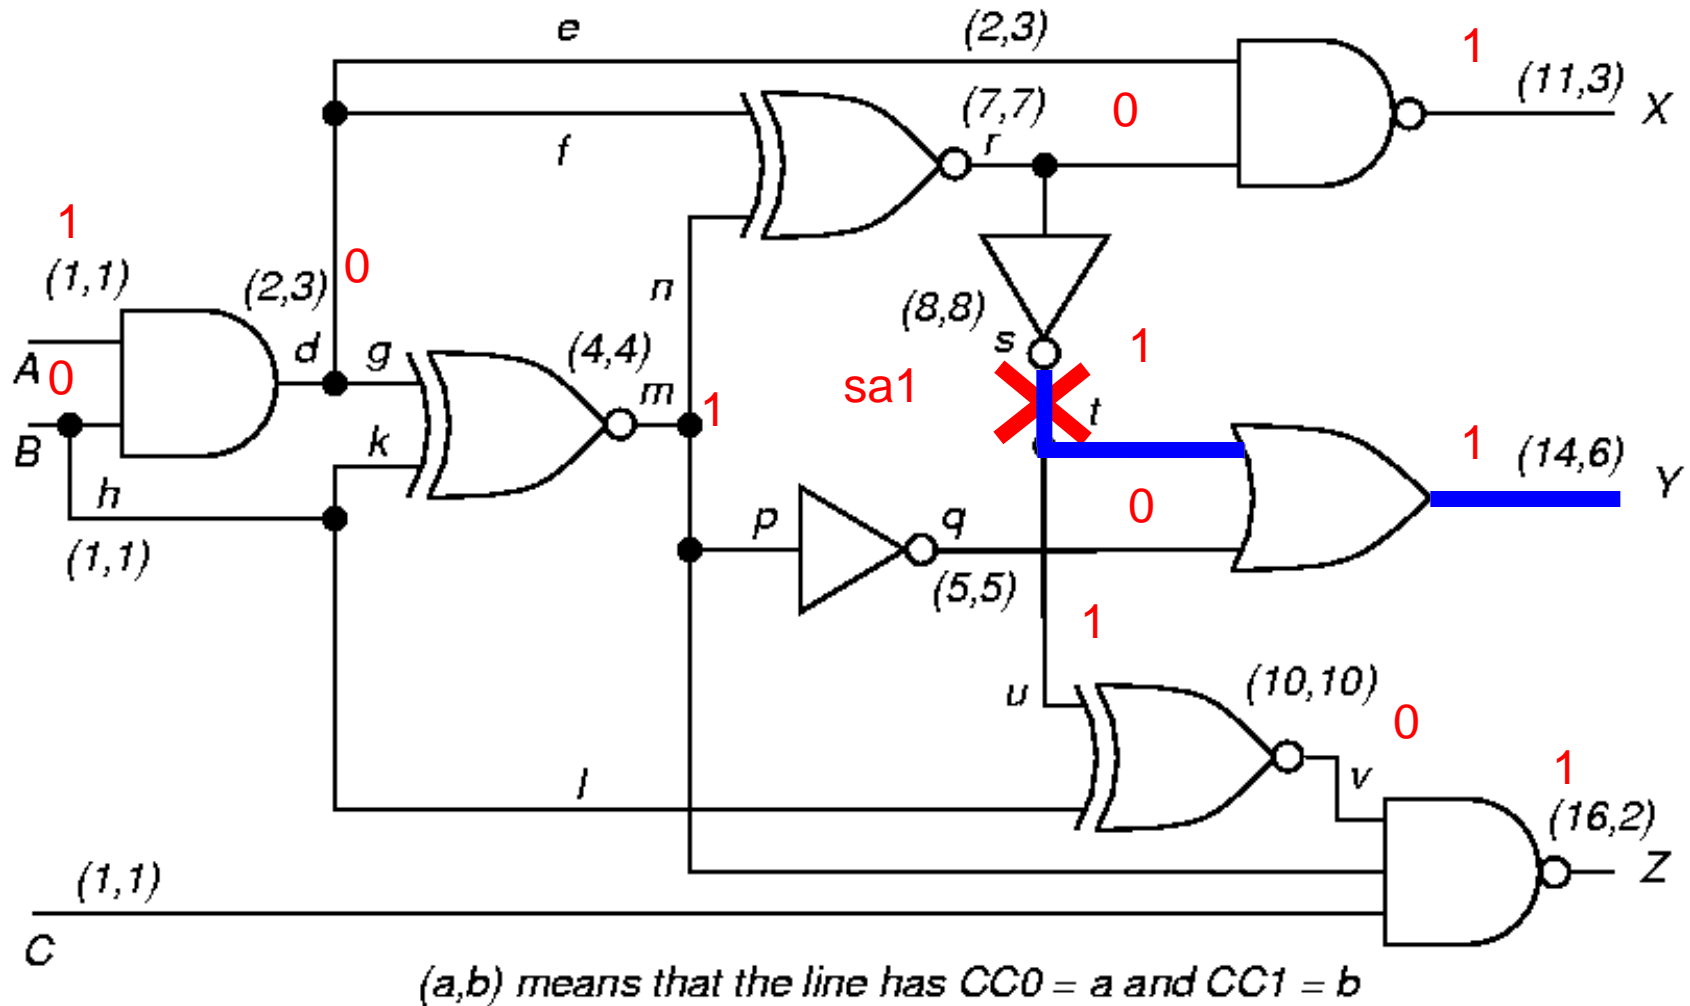 e (2,3) 1
(11,3) X
(7,7) 0
f r
1
(1,1) (2,3) 0 n
(8,8) s 1
A d g (4,4)
0 m 1 sa1 t
B k
1 (14,6) Y
h p q 0
(1,1) (5,5)
1
u (10,10) 0
l v 1
(16,2)
(1,1) Z
C
(a,b) means that the line has CC0 = a and CC1 = b